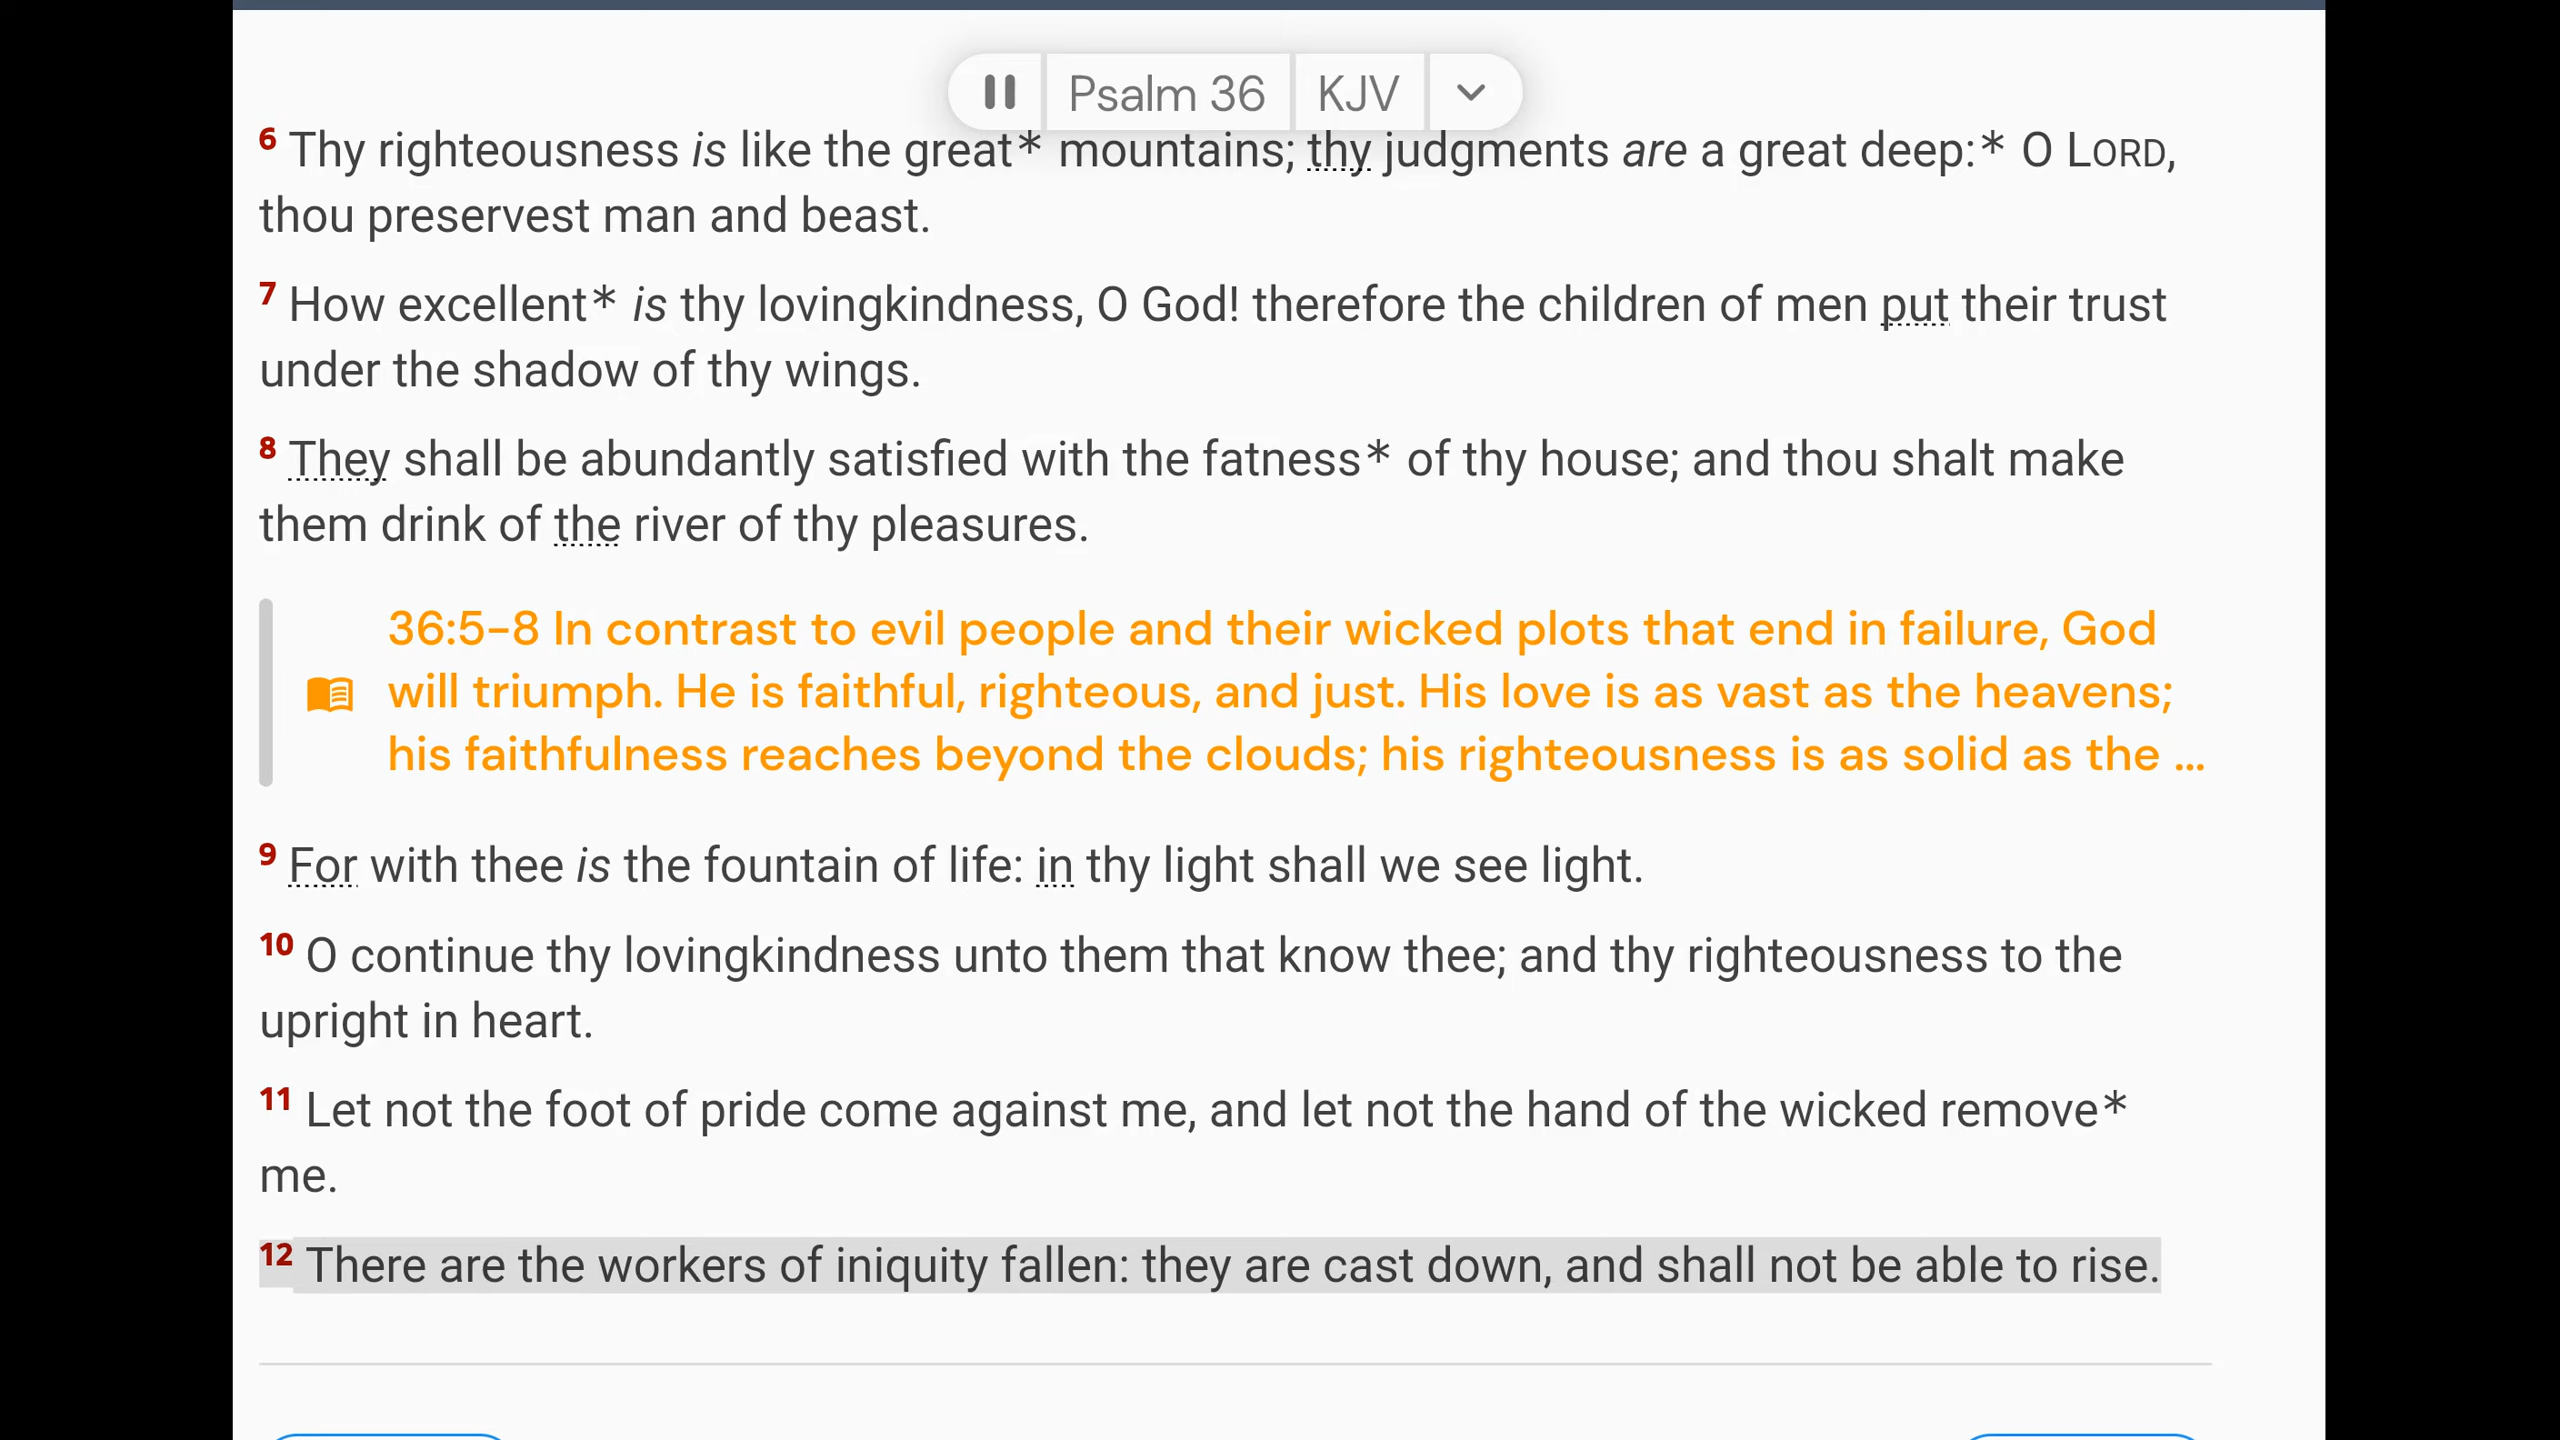 Psalm 36 KJV
6 Thy righteousness is like the great* mountains; thy judgments are a great deep:* O LORD,
thou preservest man and beast.
7 How excellent* is thy lovingkindness, O God! therefore the children of men put their trust
under the shadow of thy wings.
8 They shall be abundantly satisfied with the fatness* of thy house; and thou shalt make
them drink of the river of thy pleasures.
36:5–8 In contrast to evil people and their wicked plots that end in failure, God
will triumph. He is faithful, righteous, and just. His love is as vast as the heavens;
his faithfulness reaches beyond the clouds; his righteousness is as solid as the ...
9 For with thee is the fountain of life: in thy light shall we see light.
10 O continue thy lovingkindness unto them that know thee; and thy righteousness to the
upright in heart.
11 Let not the foot of pride come against me, and let not the hand of the wicked remove*
me.
12 There are the workers of iniquity fallen: they are cast down, and shall not be able to rise.